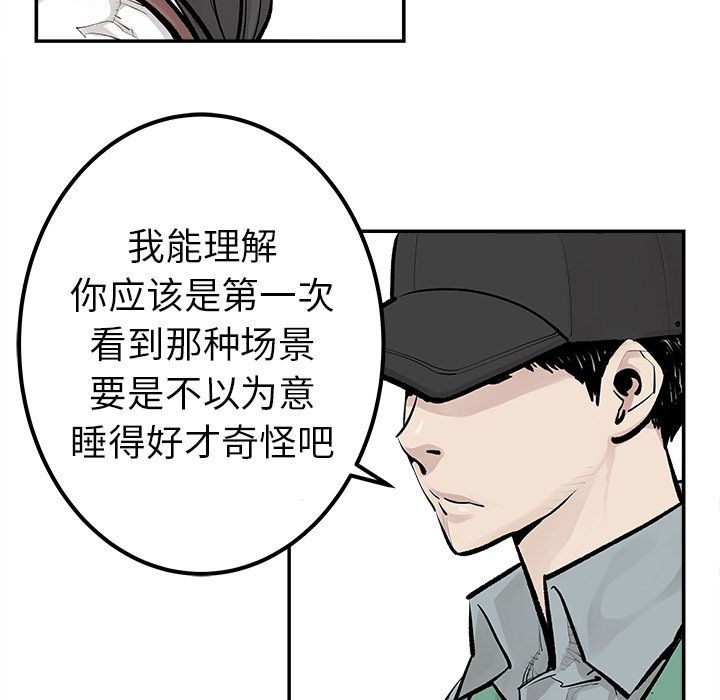 我能理解
你应该是第一次
看到那种场景
要是不以为意
睡得好才奇怪吧